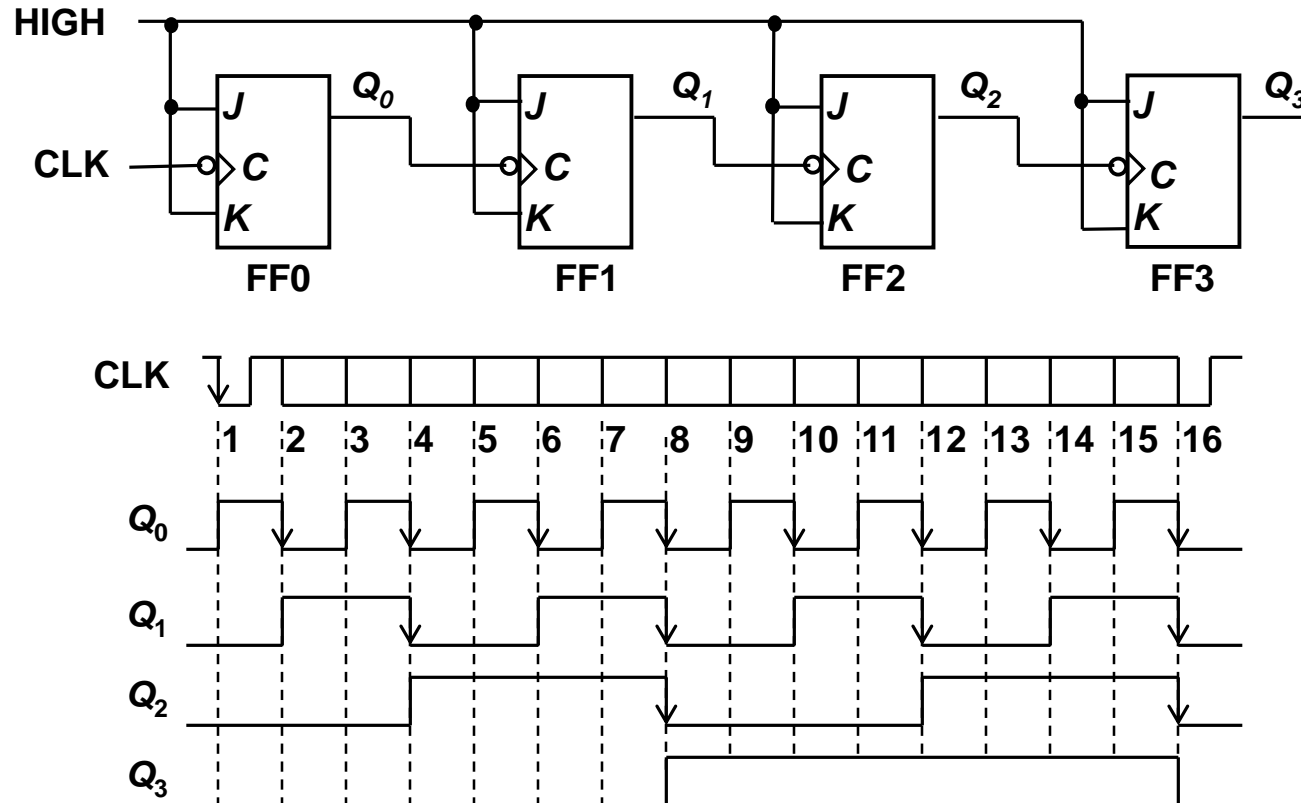 HIGH
Q0 Q1 Q2 Q3
J J J J
CLK C C C C
K K K K
FF0 FF1 FF2 FF3
CLK
1 2 3 4 5 6 7 8 9 10 11 12 13 14 15 16
Q0
Q1
Q2
Q3